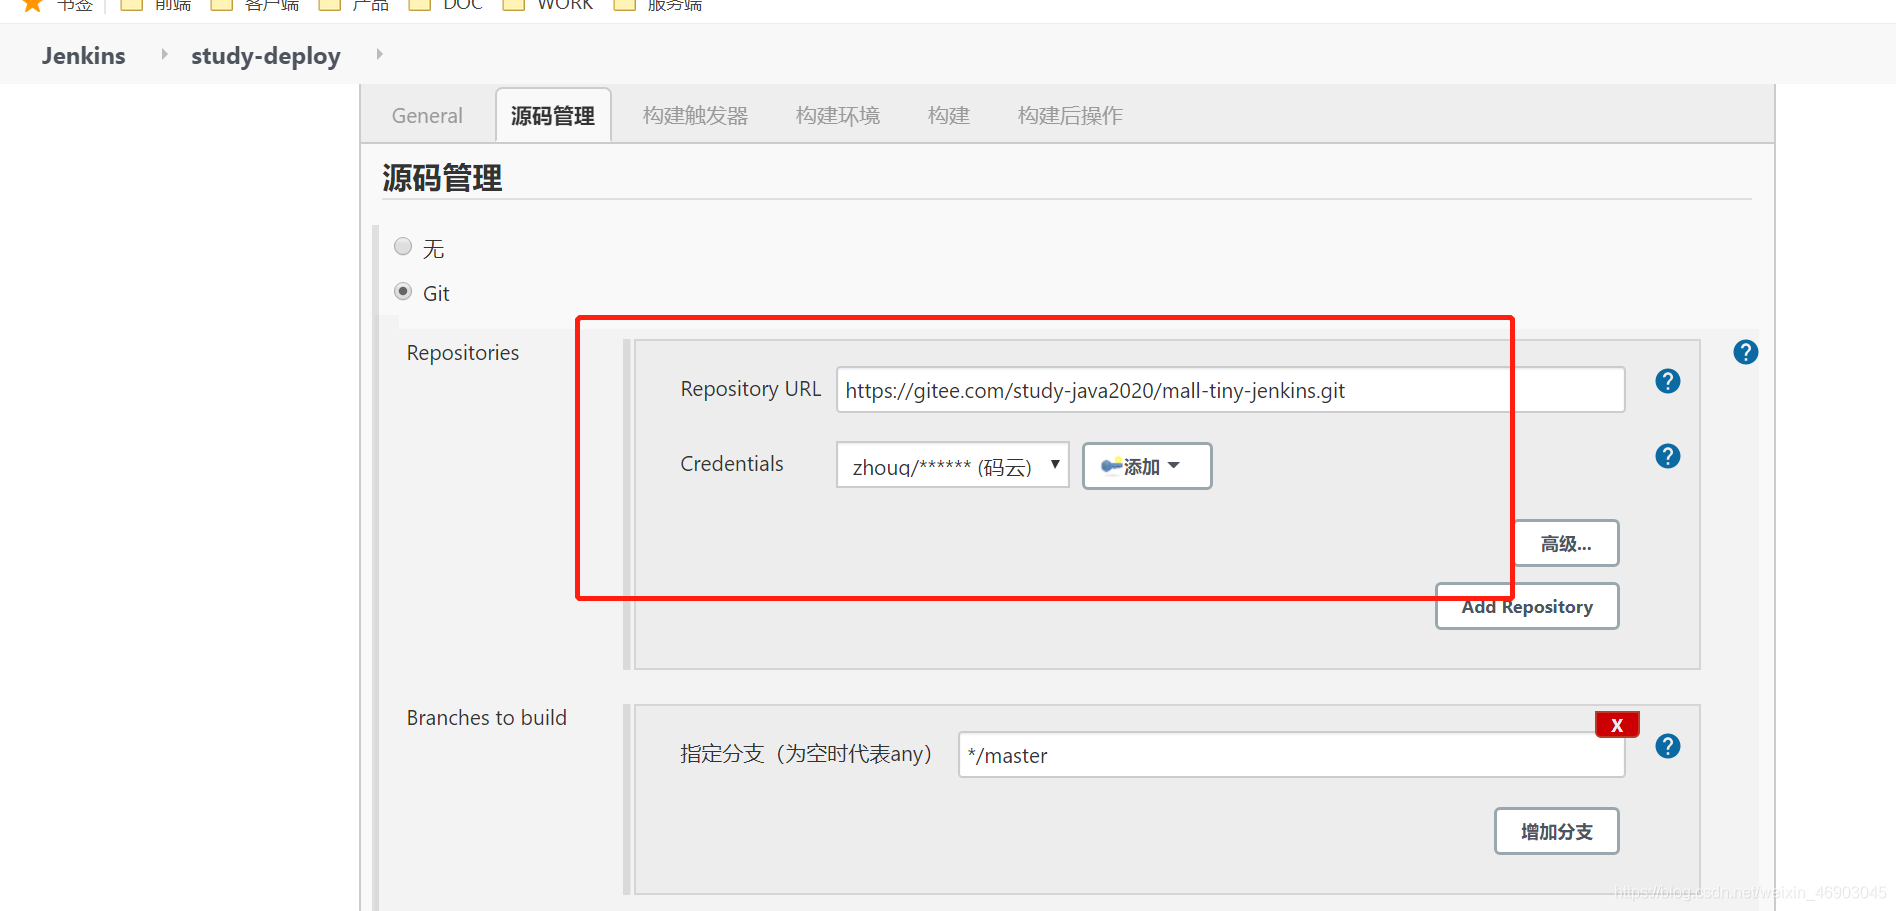 书签 前端 客户端 产品 DOC WORK 服务端
Jenkins study-deploy
General 源码管理 构建触发器 构建环境 构建 构建后操作
源码管理
无
Git
Repositories
Repository URL https://gitee.com/study-java2020/mall-tiny-jenkins.git
Credentials zhouq/****** (码云) 添加
高级...
Add Repository
Branches to build
X
指定分支（为空时代表any） */master
增加分支
https://blog.csdn.net/weixin_46903045